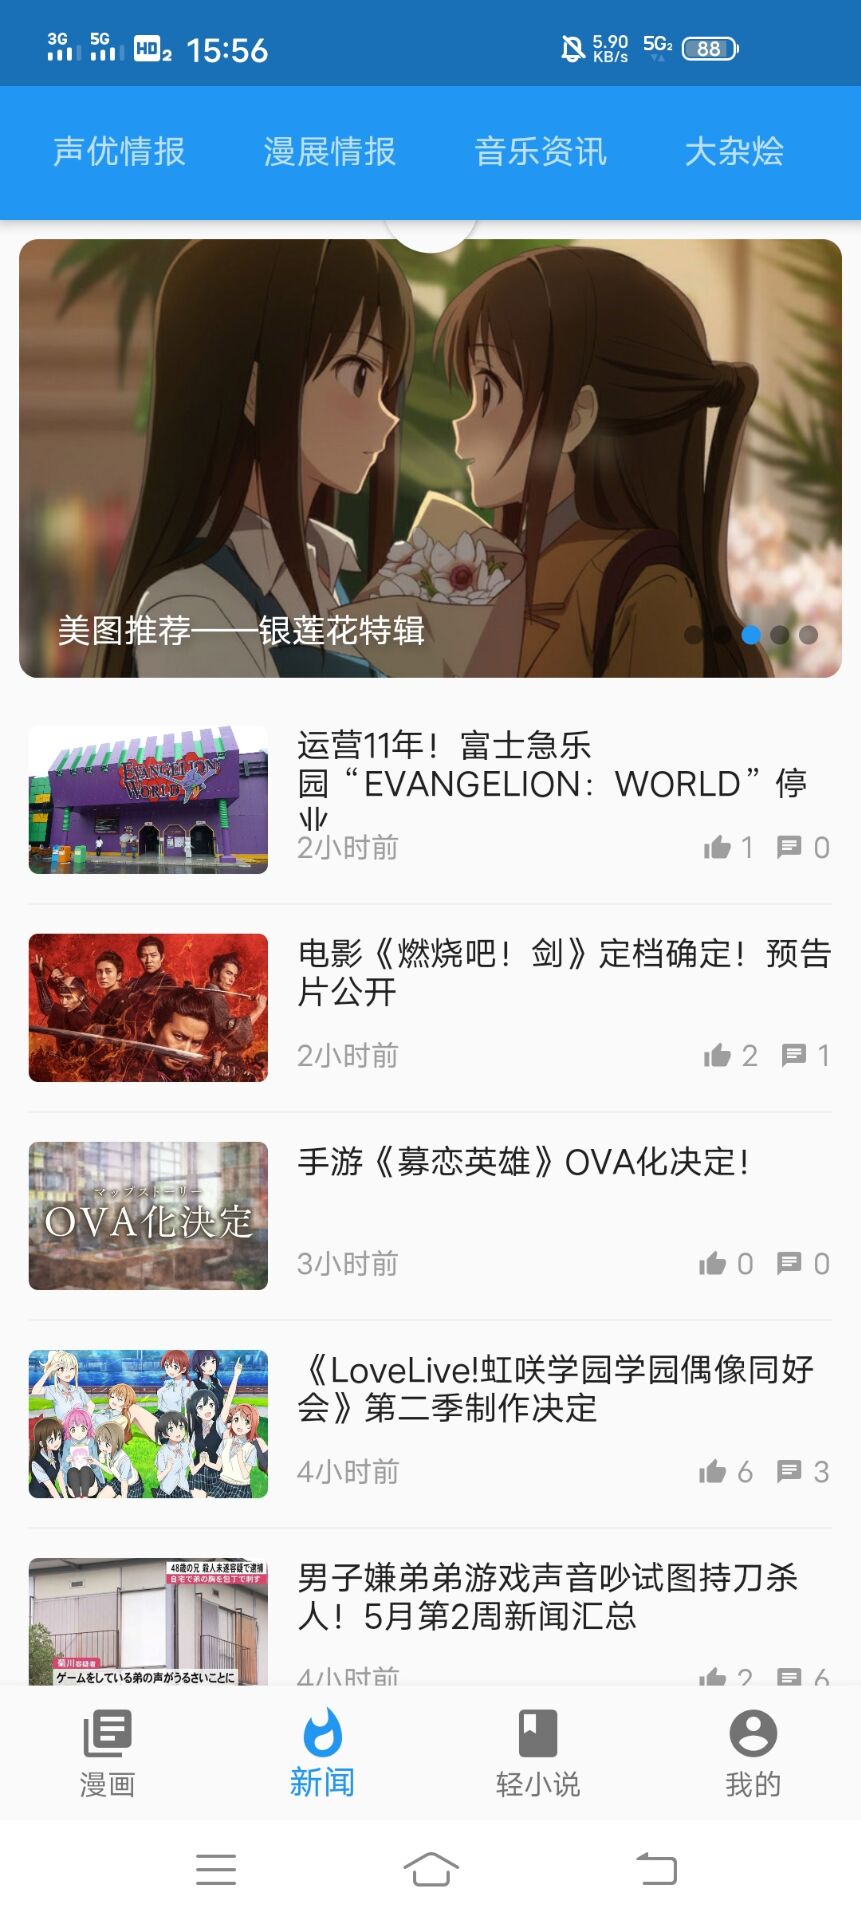 3G 5G HD2 15:56 5.90 KB/s 5G2 88
声优情报 漫展情报 音乐资讯 大杂烩
美图推荐——银莲花特辑
EVANGELION
WORLD
运营11年！富士急乐
园“EVANGELION：WORLD”停
业
2小时前 1 0
电影《燃烧吧！剑》定档确定！预告
片公开
2小时前 2 1
マップストーリー
OVA化決定
手游《募恋英雄》OVA化决定！
3小时前 0 0
《LoveLive!虹咲学园学园偶像同好
会》第二季制作决定
4小时前 6 3
48歳の兄 殺人未遂容疑で逮捕
自宅で弟の胸を包丁で刺す
菊川容疑者
ゲームをしている弟の声がうるさいことに
男子嫌弟弟游戏声音吵试图持刀杀
人！5月第2周新闻汇总
4小时前 2 6
漫画 新闻 轻小说 我的